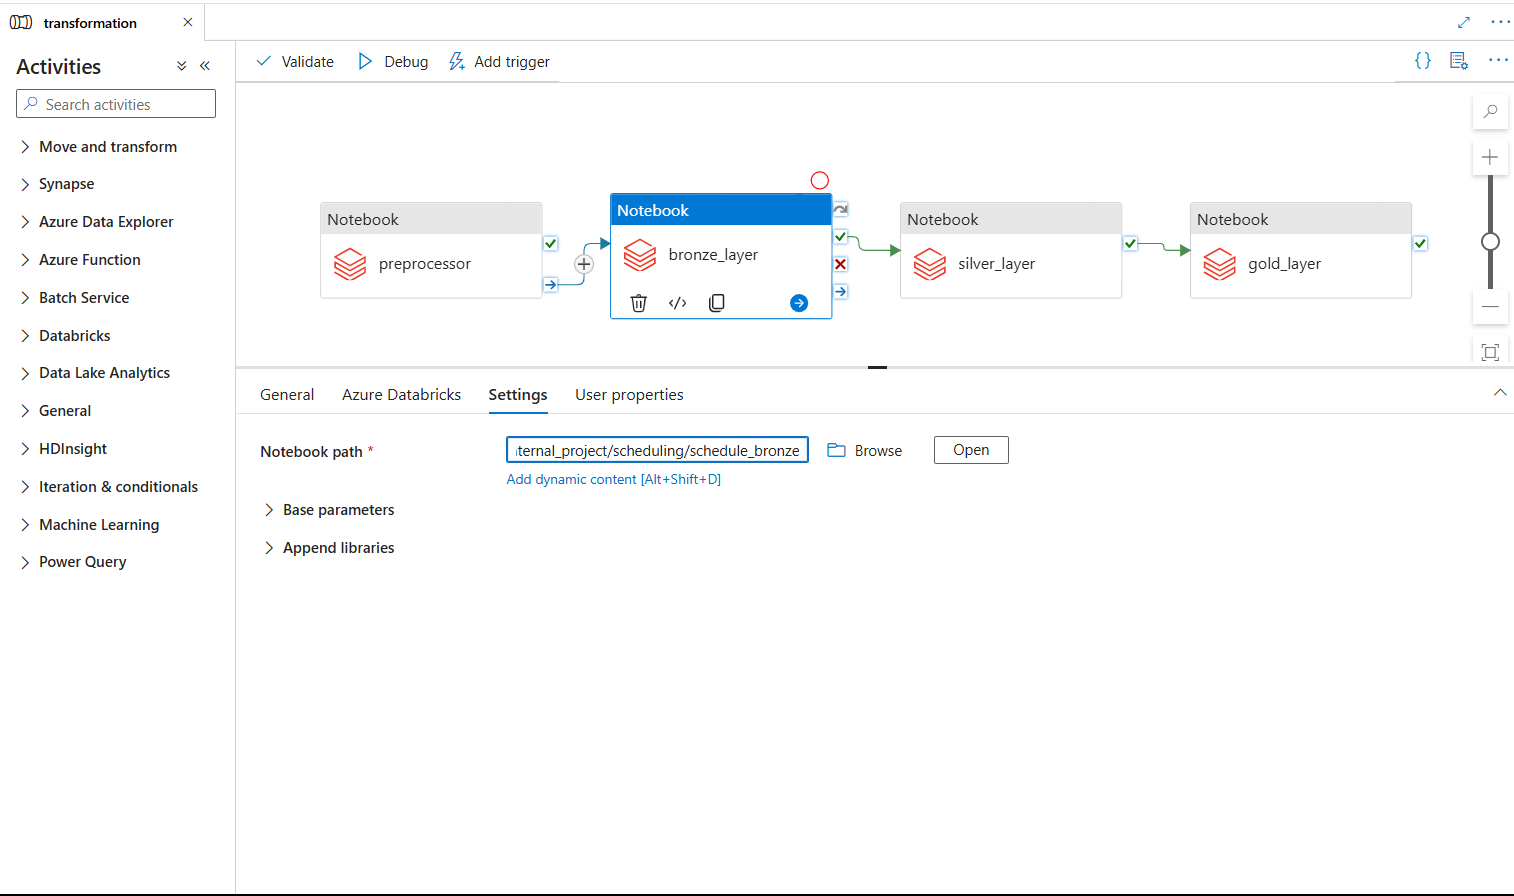 transformation
Activities
Search activities
Move and transform
Synapse
Azure Data Explorer
Azure Function
Batch Service
Databricks
Data Lake Analytics
General
HDInsight
Iteration & conditionals
Machine Learning
Power Query
Validate
Debug
Add trigger
Notebook
preprocessor
Notebook
bronze_layer
Notebook
silver_layer
Notebook
gold_layer
General
Azure Databricks
Settings
User properties
Notebook path *
ternal_project/scheduling/schedule_bronze
Browse
Open
Add dynamic content [Alt+Shift+D]
Base parameters
Append libraries